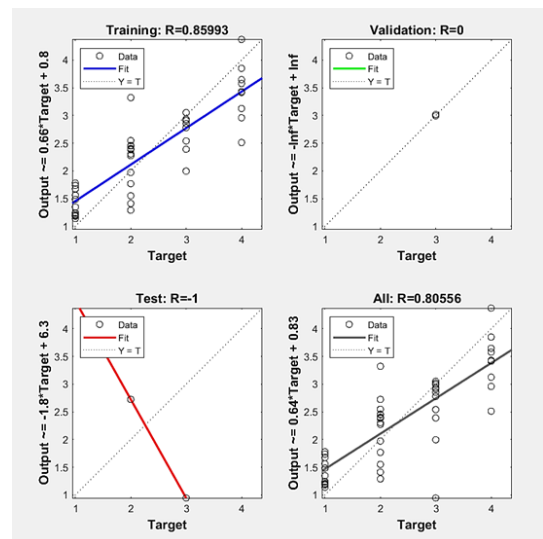 Training: R=0.85993
Output ~= 0.66*Target + 0.8
Data
Fit
Y = T
4
3.5
3
2.5
2
1.5
1
1 2 3 4
Target
Validation: R=0
Output ~= -Inf*Target + Inf
Data
Fit
Y = T
4
3.5
3
2.5
2
1.5
1
1 2 3 4
Target
Test: R=-1
Output ~= -1.8*Target + 6.3
Data
Fit
Y = T
4
3.5
3
2.5
2
1.5
1
1 2 3 4
Target
All: R=0.80556
Output ~= 0.64*Target + 0.83
Data
Fit
Y = T
4
3.5
3
2.5
2
1.5
1
1 2 3 4
Target